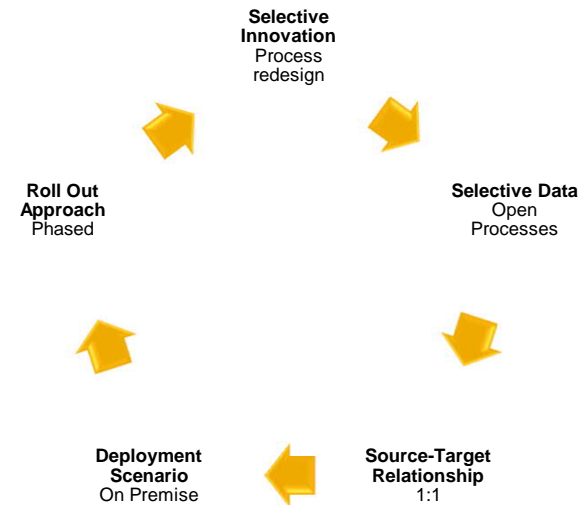 Selective
Innovation
Process
redesign
Selective Data
Open
Processes
Source-Target
Relationship
1:1
Deployment
Scenario
On Premise
Roll Out
Approach
Phased